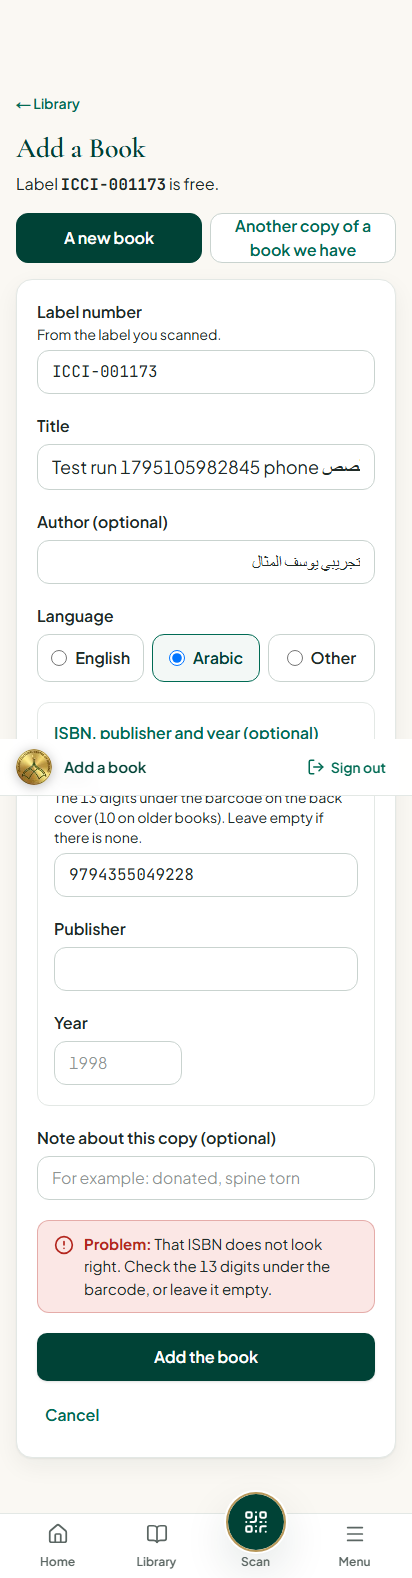 ← Library
Add a Book
Label ICCI-001173 is free.
A new book
Another copy of a
book we have
Label number
From the label you scanned.
ICCI-001173
Title
Test run 1795105982845 phone قصص
Author (optional)
تجريبي يوسف المثال
Language
English
Arabic
Other
ISBN, publisher and year (optional)
Add a book
Sign out
The 13 digits under the barcode on the back
cover (10 on older books). Leave empty if
there is none.
9794355049228
Publisher
Year
1998
Note about this copy (optional)
For example: donated, spine torn
Problem: That ISBN does not look
right. Check the 13 digits under the
barcode, or leave it empty.
Add the book
Cancel
Home
Library
Scan
Menu